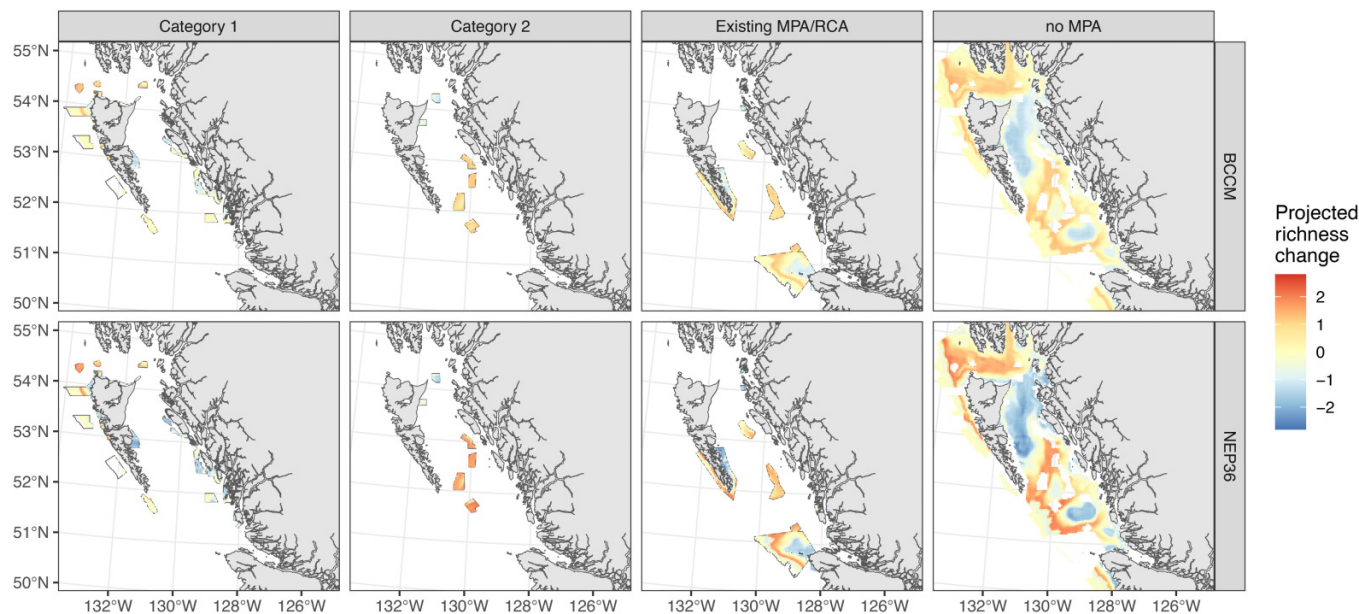 Category 1
Category 2
Existing MPA/RCA
no MPA
55°N
54°N
53°N
52°N
51°N
50°N
BCCM
55°N
54°N
53°N
52°N
51°N
50°N
NEP36
132°W 130°W 128°W 126°W
132°W 130°W 128°W 126°W
132°W 130°W 128°W 126°W
132°W 130°W 128°W 126°W
Projected
richness
change
2
1
0
−1
−2